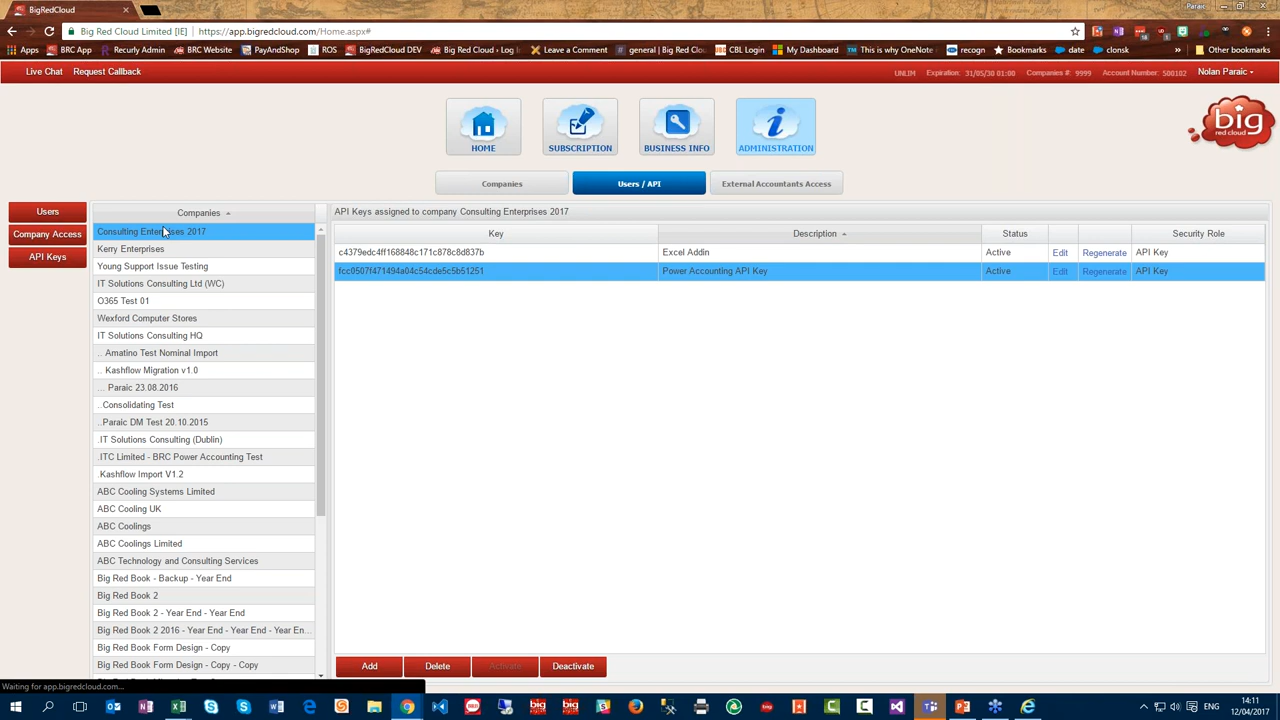 BigRedCloud
Paraic
Big Red Cloud Limited [IE] | https://app.bigredcloud.com/Home.aspx#
Apps BRC App Recurly Admin BRC Website PayAndShop BigRedCloud DEV Big Red Cloud › Log I Leave a Comment # general | Big Red Clo CBL Login My Dashboard This is why OneNote recogn Bookmarks date clonsk » Other bookmarks
Live Chat Request Callback UNLIM Expiration: 31/05/30 01:00 Companies #: 9999 Account Number: 500102 Nolan Paraic
HOME SUBSCRIPTION BUSINESS INFO ADMINISTRATION
big
red cloud
Companies Users / API External Accountants Access
Users
Company Access
API Keys
Companies
Consulting Enterprises 2017
Kerry Enterprises
Young Support Issue Testing
IT Solutions Consulting Ltd (WC)
O365 Test 01
Wexford Computer Stores
IT Solutions Consulting HQ
.. Amatino Test Nominal Import
.. Kashflow Migration v1.0
... Paraic 23.08.2016
..Consolidating Test
..Paraic DM Test 20.10.2015
.IT Solutions Consulting (Dublin)
.ITC Limited - BRC Power Accounting Test
.Kashflow Import V1.2
ABC Cooling Systems Limited
ABC Cooling UK
ABC Coolings
ABC Coolings Limited
ABC Technology and Consulting Services
Big Red Book - Backup - Year End
Big Red Book 2
Big Red Book 2 - Year End - Year End
Big Red Book 2 2016 - Year End - Year End - Year En...
Big Red Book Form Design - Copy
Big Red Book Form Design - Copy - Copy
API Keys assigned to company Consulting Enterprises 2017
Key Description Status Security Role
c4379edc4ff168848c171c878c8d837b Excel Addin Active Edit Regenerate API Key
fcc0507f471494a04c54cde5c5b51251 Power Accounting API Key Active Edit Regenerate API Key
Add Delete Activate Deactivate
Waiting for app.bigredcloud.com...
ENG
14:11
12/04/2017